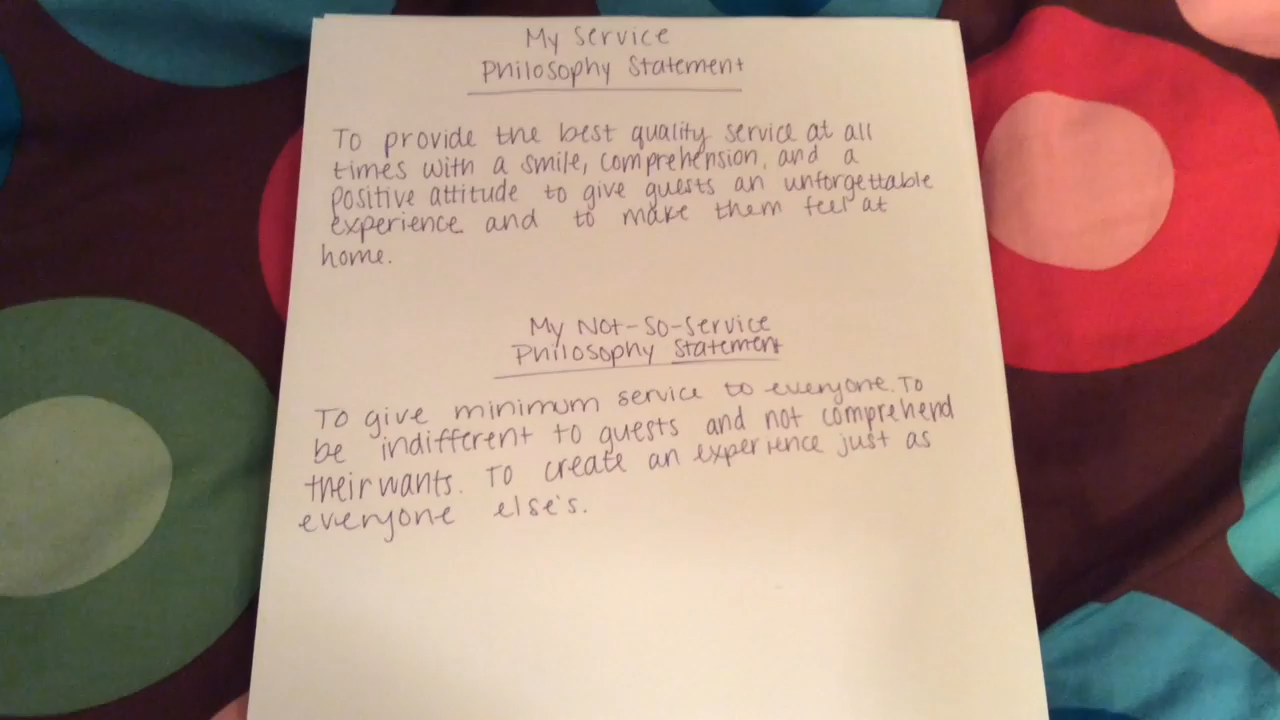 My Service
Philosophy Statement
To provide the best quality service at all
times with a smile, comprehension, and a
positive attitude to give guests an unforgettable
experience and to make them feel at
home.
My Not-So-Service
Philosophy Statement
To give minimum service to everyone. To
be indifferent to guests and not comprehend
their wants. To create an experience just as
everyone else's.